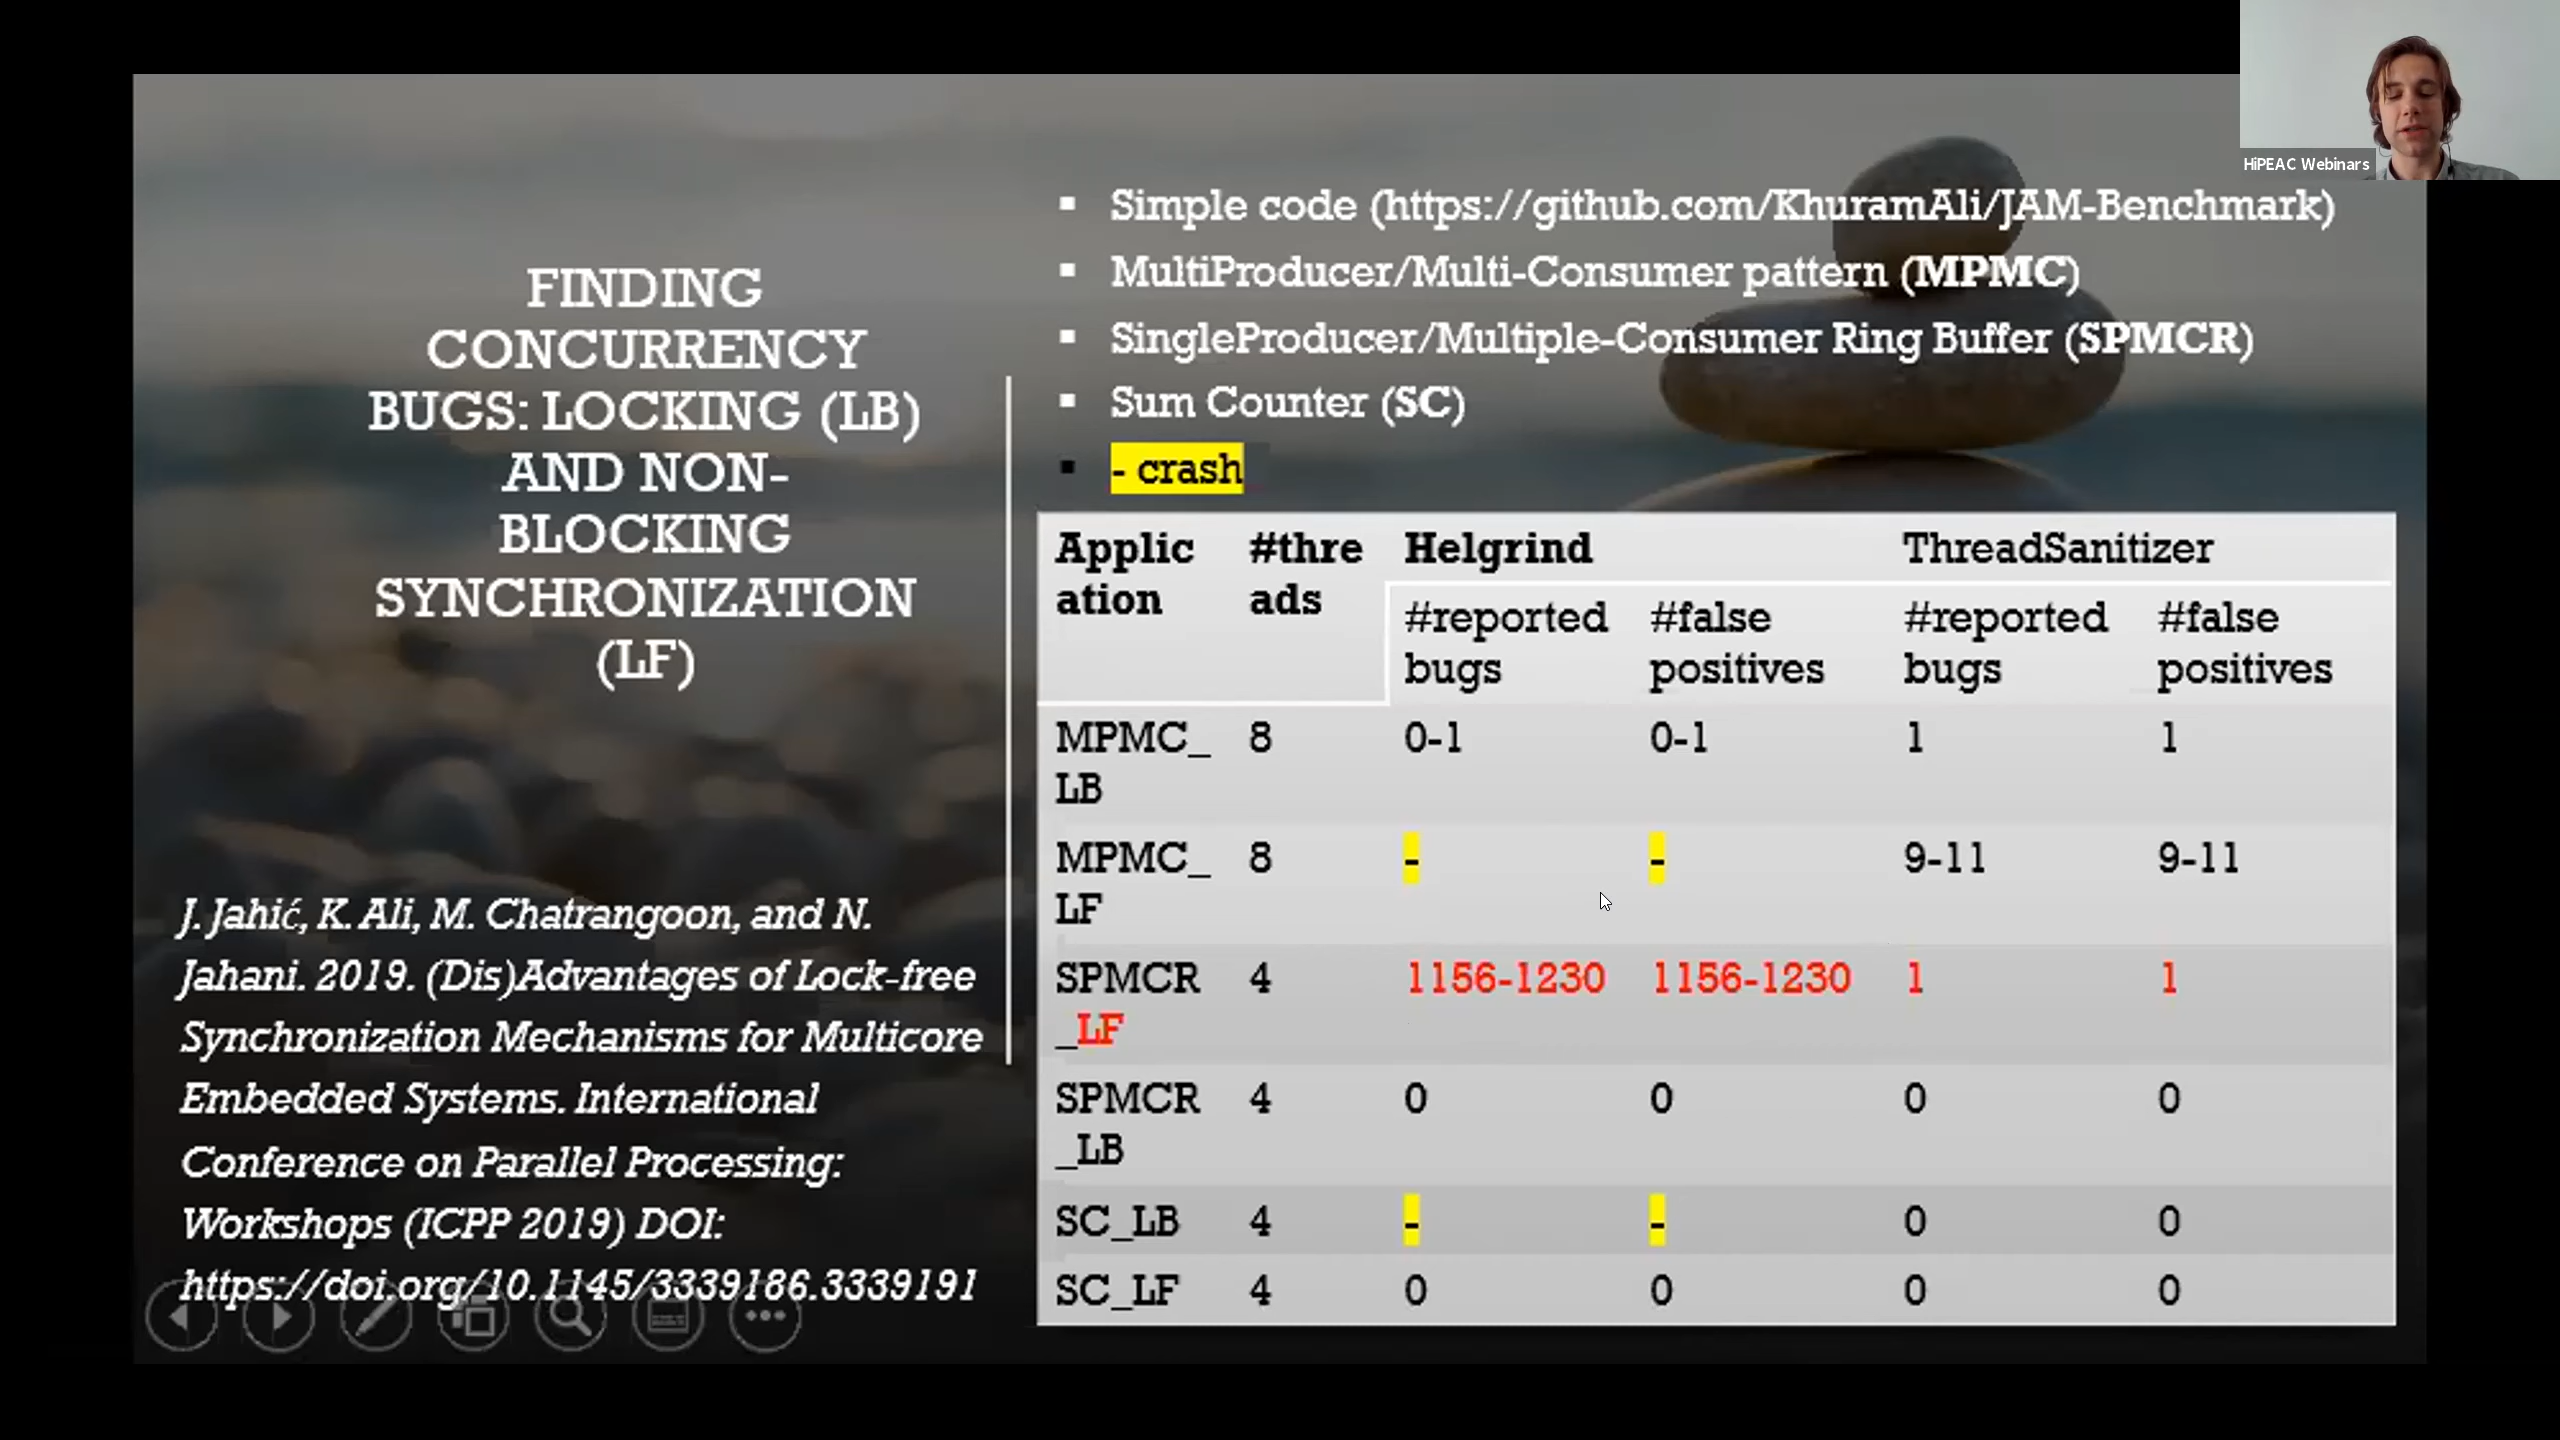 HiPEAC Webinars
FINDING
CONCURRENCY
BUGS: LOCKING (LB)
AND NON-
BLOCKING
SYNCHRONIZATION
(LF)
J. Jahić, K. Ali, M. Chatrangoon, and N.
Jahani. 2019. (Dis)Advantages of Lock-free
Synchronization Mechanisms for Multicore
Embedded Systems. International
Conference on Parallel Processing:
Workshops (ICPP 2019) DOI:
https://doi.org/10.1145/3339186.3339191
▪ Simple code (https://github.com/KhuramAli/JAM-Benchmark)
▪ MultiProducer/Multi-Consumer pattern (MPMC)
▪ SingleProducer/Multiple-Consumer Ring Buffer (SPMCR)
▪ Sum Counter (SC)
▪ - crash
Applic #thre Helgrind ThreadSanitizer
ation ads
#reported #false #reported #false
bugs positives bugs positives
MPMC_ 8 0-1 0-1 1 1
LB
MPMC_ 8 - - 9-11 9-11
LF
SPMCR 4 1156-1230 1156-1230 1 1
_LF
SPMCR 4 0 0 0 0
_LB
SC_LB 4 - - 0 0
SC_LF 4 0 0 0 0